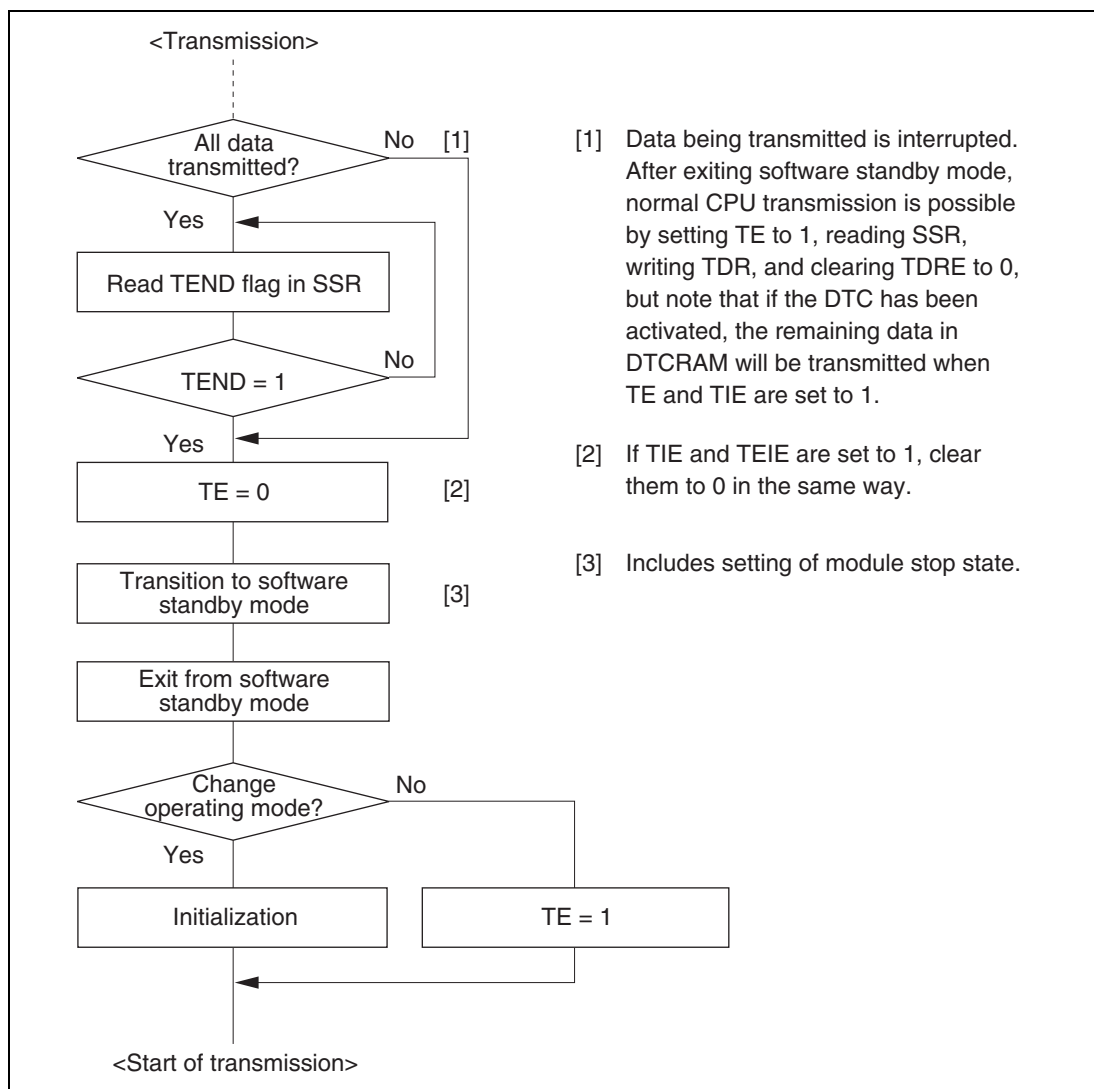 <Transmission>
All data
transmitted?
No
[1]
Yes
Read TEND flag in SSR
No
TEND = 1
Yes
TE = 0
[2]
Transition to software
standby mode
[3]
Exit from software
standby mode
Change
operating mode?
No
Yes
Initialization
TE = 1
<Start of transmission>
[1] Data being transmitted is interrupted.
After exiting software standby mode,
normal CPU transmission is possible
by setting TE to 1, reading SSR,
writing TDR, and clearing TDRE to 0,
but note that if the DTC has been
activated, the remaining data in
DTCRAM will be transmitted when
TE and TIE are set to 1.
[2] If TIE and TEIE are set to 1, clear
them to 0 in the same way.
[3] Includes setting of module stop state.